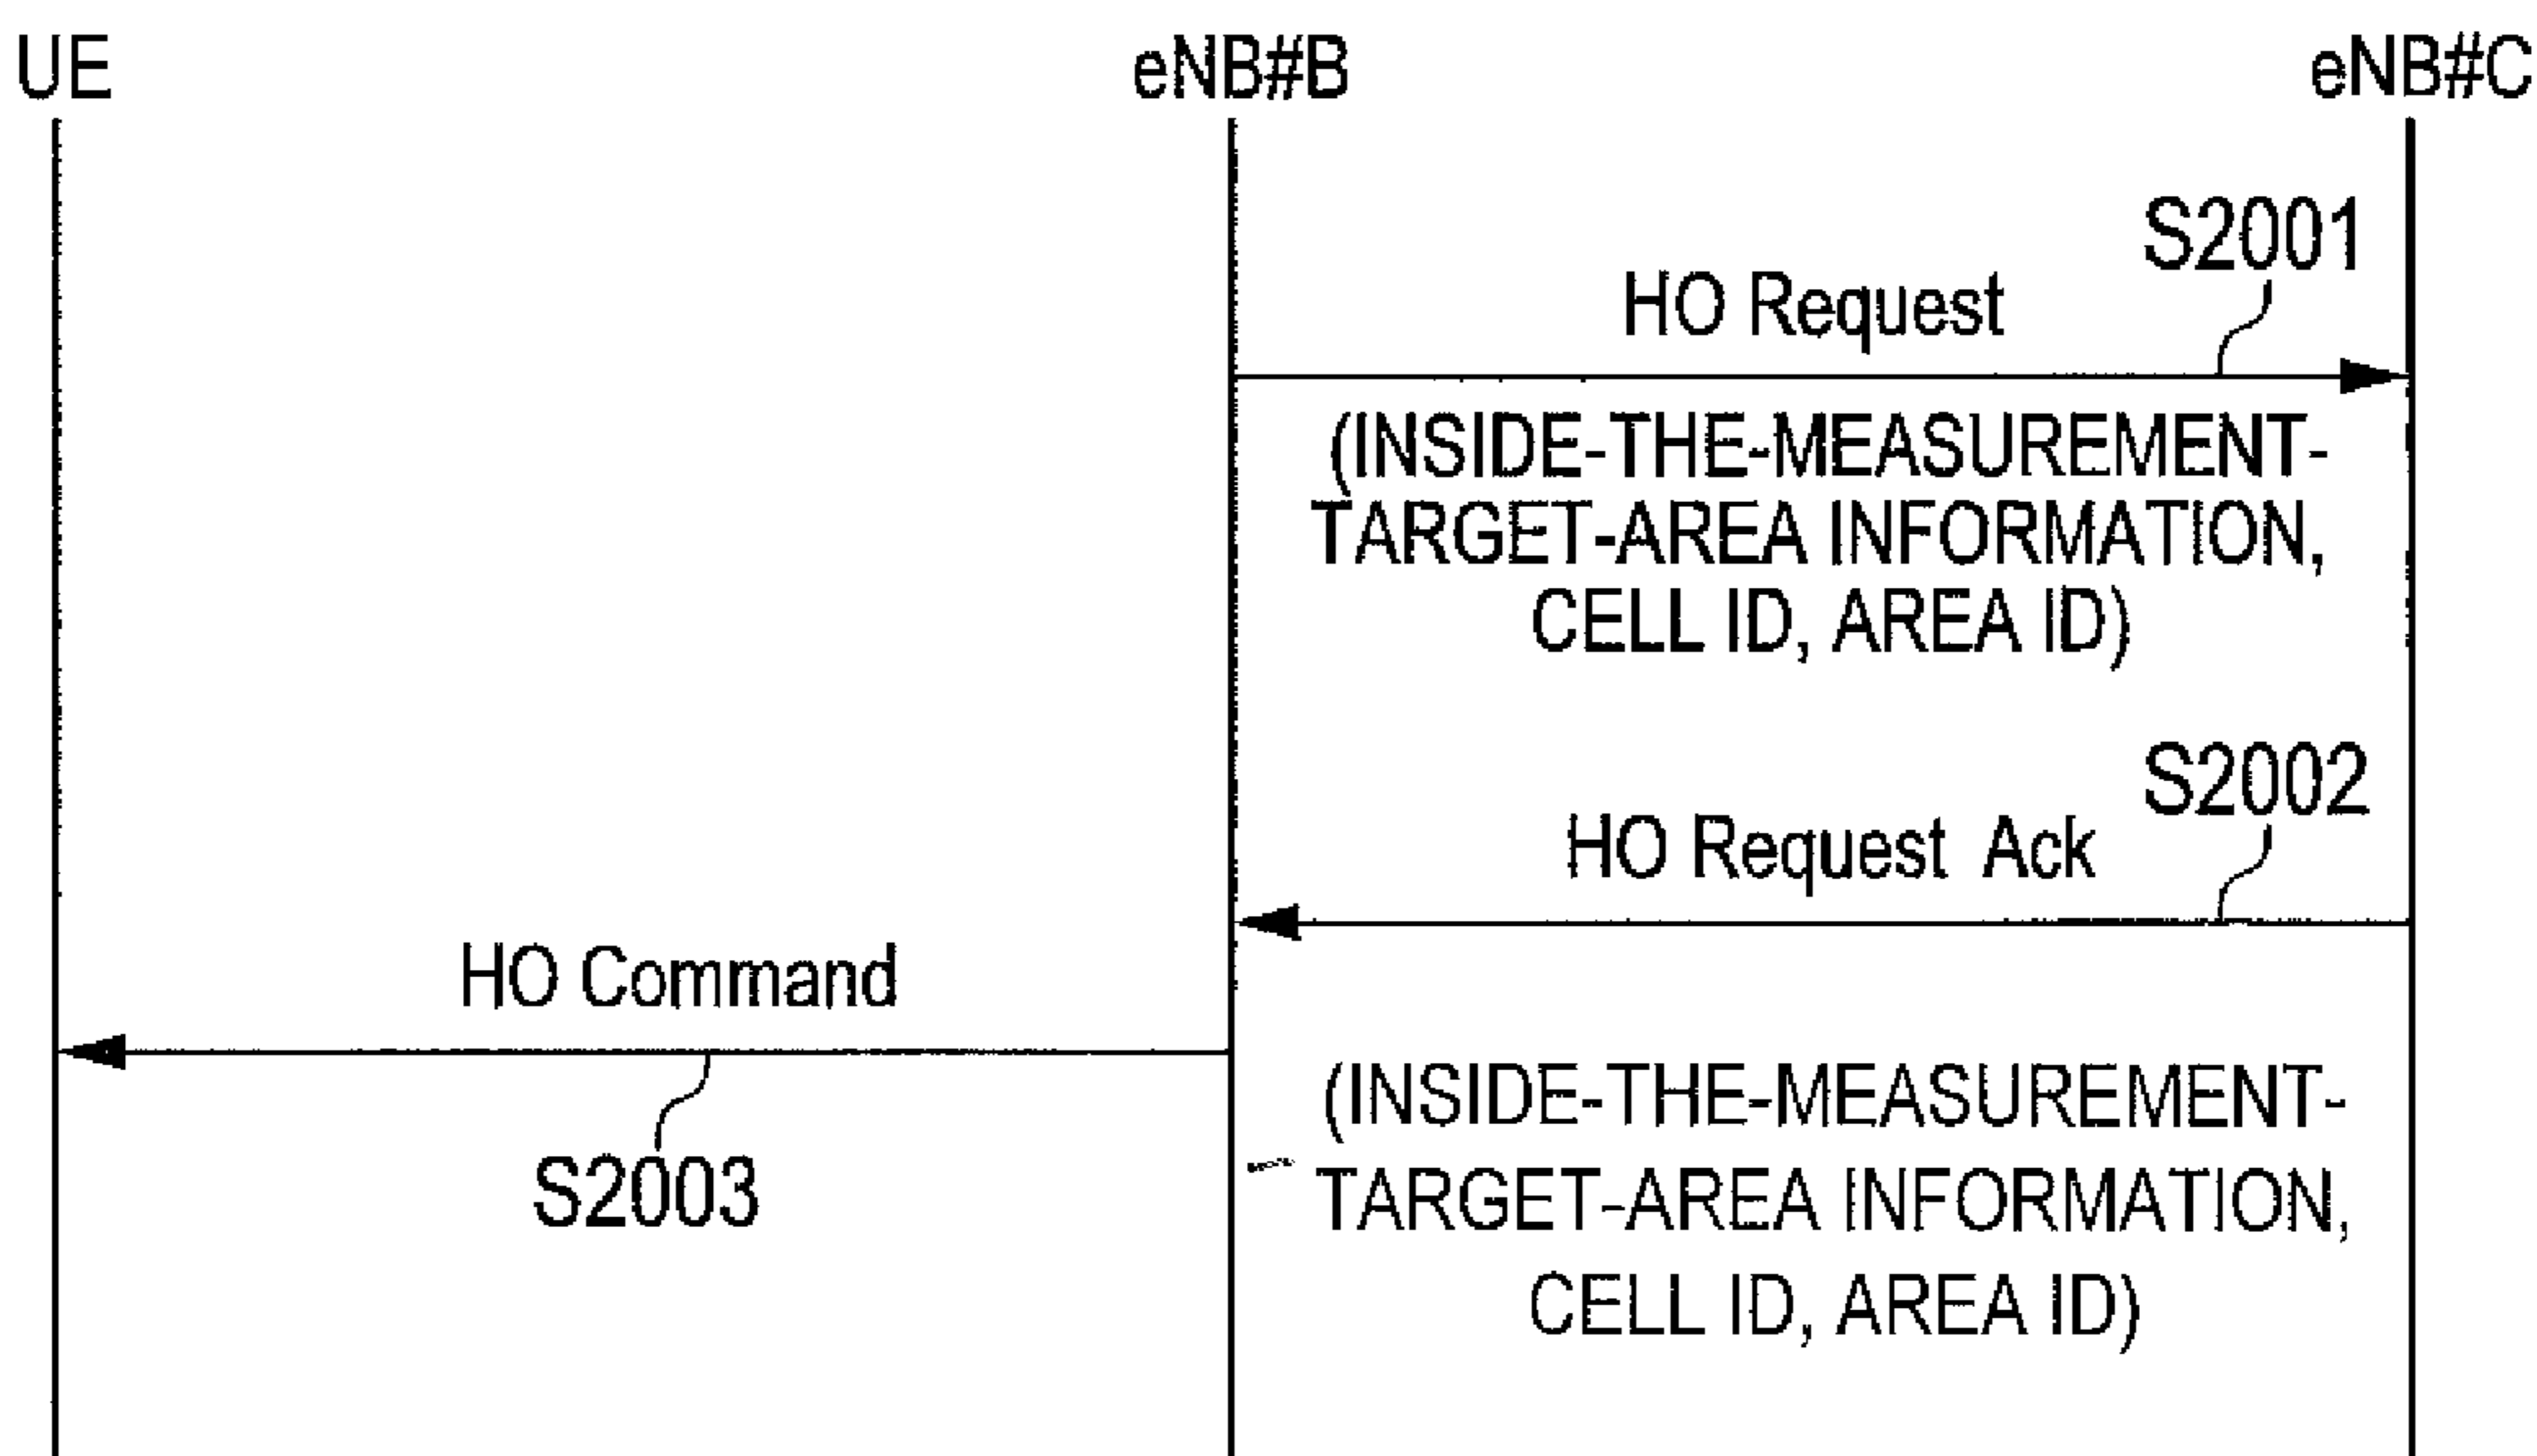 UE eNB#B eNB#C
S2001
HO Request
(INSIDE-THE-MEASUREMENT-
TARGET-AREA INFORMATION,
CELL ID, AREA ID)
S2002
HO Request Ack
HO Command
S2003
(INSIDE-THE-MEASUREMENT-
TARGET-AREA INFORMATION,
CELL ID, AREA ID)